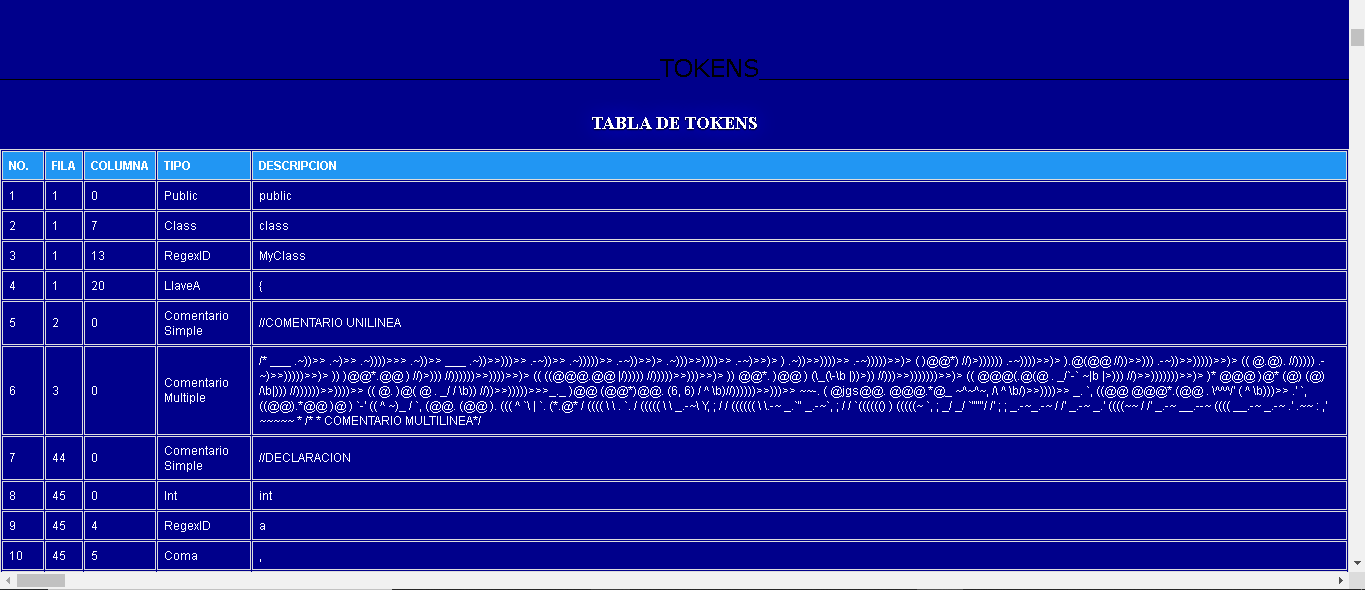 TOKENS
TABLA DE TOKENS
NO. FILA COLUMNA TIPO DESCRIPCION
1 1 0 Public public
2 1 7 Class class
3 1 13 RegexID MyClass
4 1 20 LlaveA {
5 2 0 Comentario Simple //COMENTARIO UNILINEA
6 3 0 Comentario Multiple
* /* * COMENTARIO MULTILINEA*/
7 44 0 Comentario Simple //DECLARACION
8 45 0 Int int
9 45 4 RegexID a
10 45 5 Coma ,